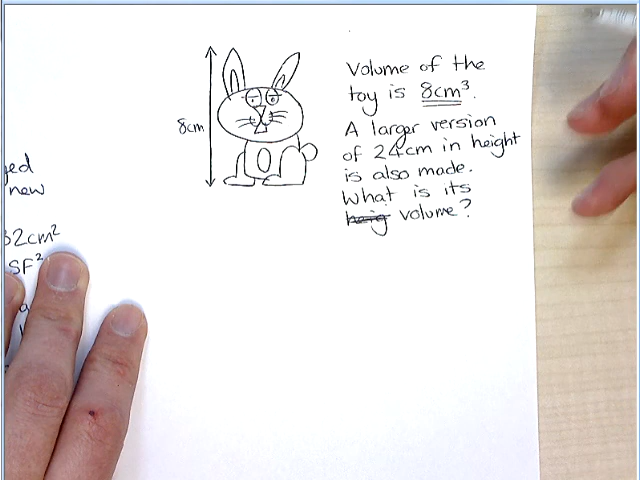 8cm
Volume of the
toy is 8cm³.
A larger version
of 24cm in height
is also made.
What is its
heig volume?
new
32cm²
SF²